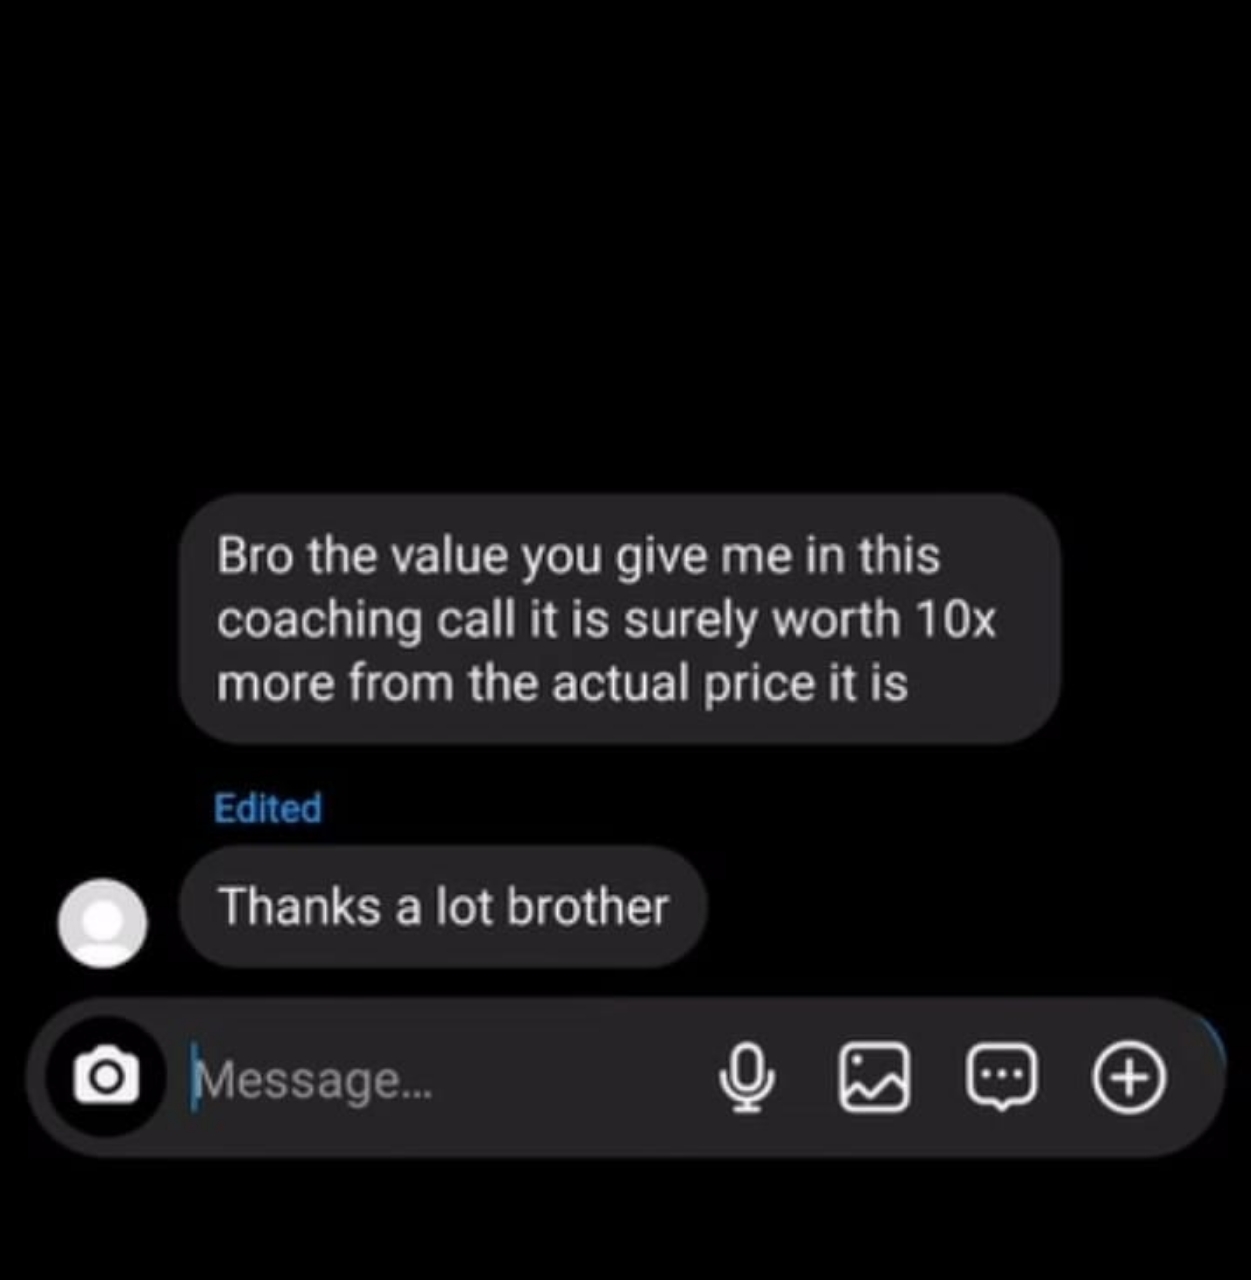 Bro the value you give me in this
coaching call it is surely worth 10x
more from the actual price it is
Edited
Thanks a lot brother
Message...